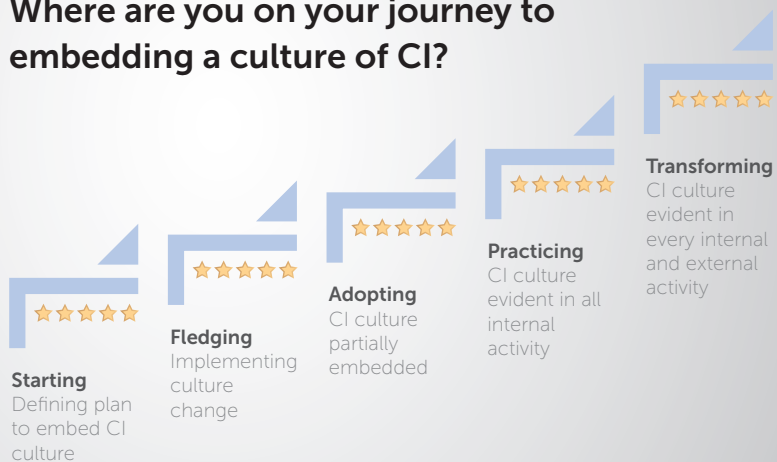 Where are you on your journey to
embedding a culture of CI?
Starting
Defining plan
to embed CI
culture
Fledging
Implementing
culture
change
Adopting
CI culture
partially
embedded
Practicing
CI culture
evident in all
internal
activity
Transforming
CI culture
evident in
every internal
and external
activity